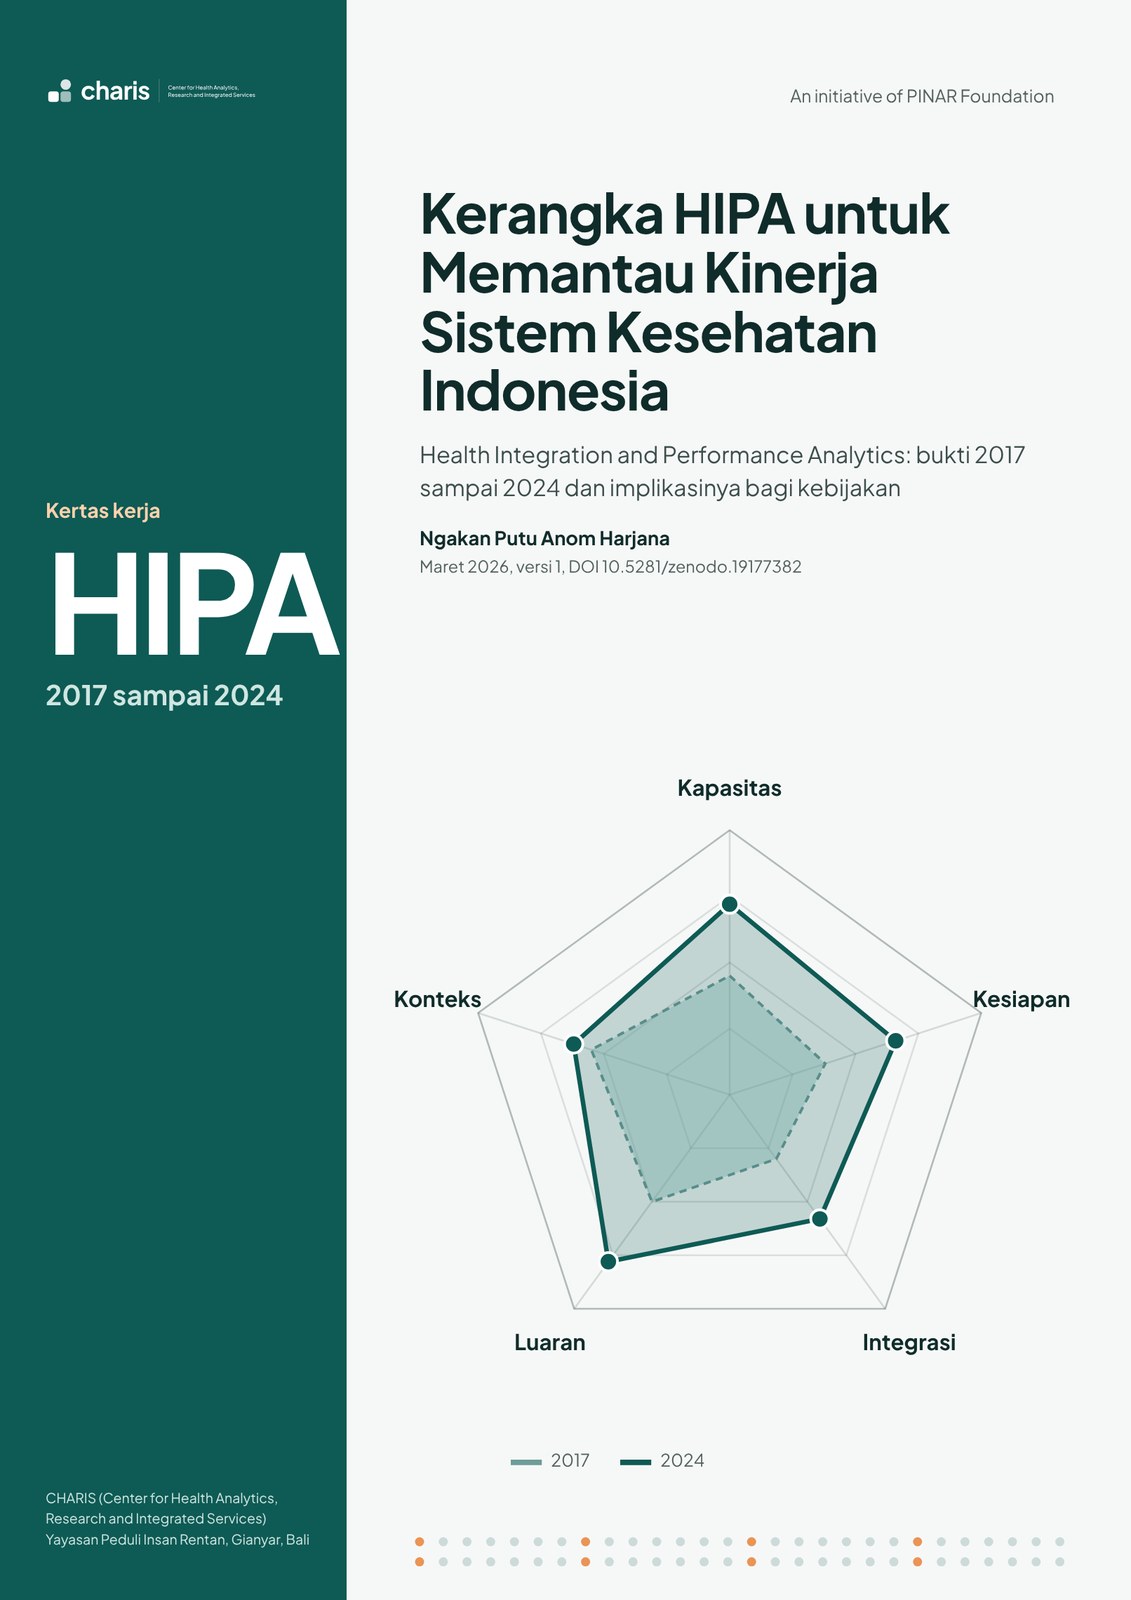 charis
Center for Health Analytics,
Research and Integrated Services
An initiative of PINAR Foundation
Kerangka HIPA untuk
Memantau Kinerja
Sistem Kesehatan
Indonesia
Health Integration and Performance Analytics: bukti 2017
sampai 2024 dan implikasinya bagi kebijakan
Ngakan Putu Anom Harjana
Maret 2026, versi 1, DOI 10.5281/zenodo.19177382
Kertas kerja
HIPA
2017 sampai 2024
Kapasitas
Konteks
Kesiapan
Luaran
Integrasi
2017
2024
CHARIS (Center for Health Analytics,
Research and Integrated Services)
Yayasan Peduli Insan Rentan, Gianyar, Bali